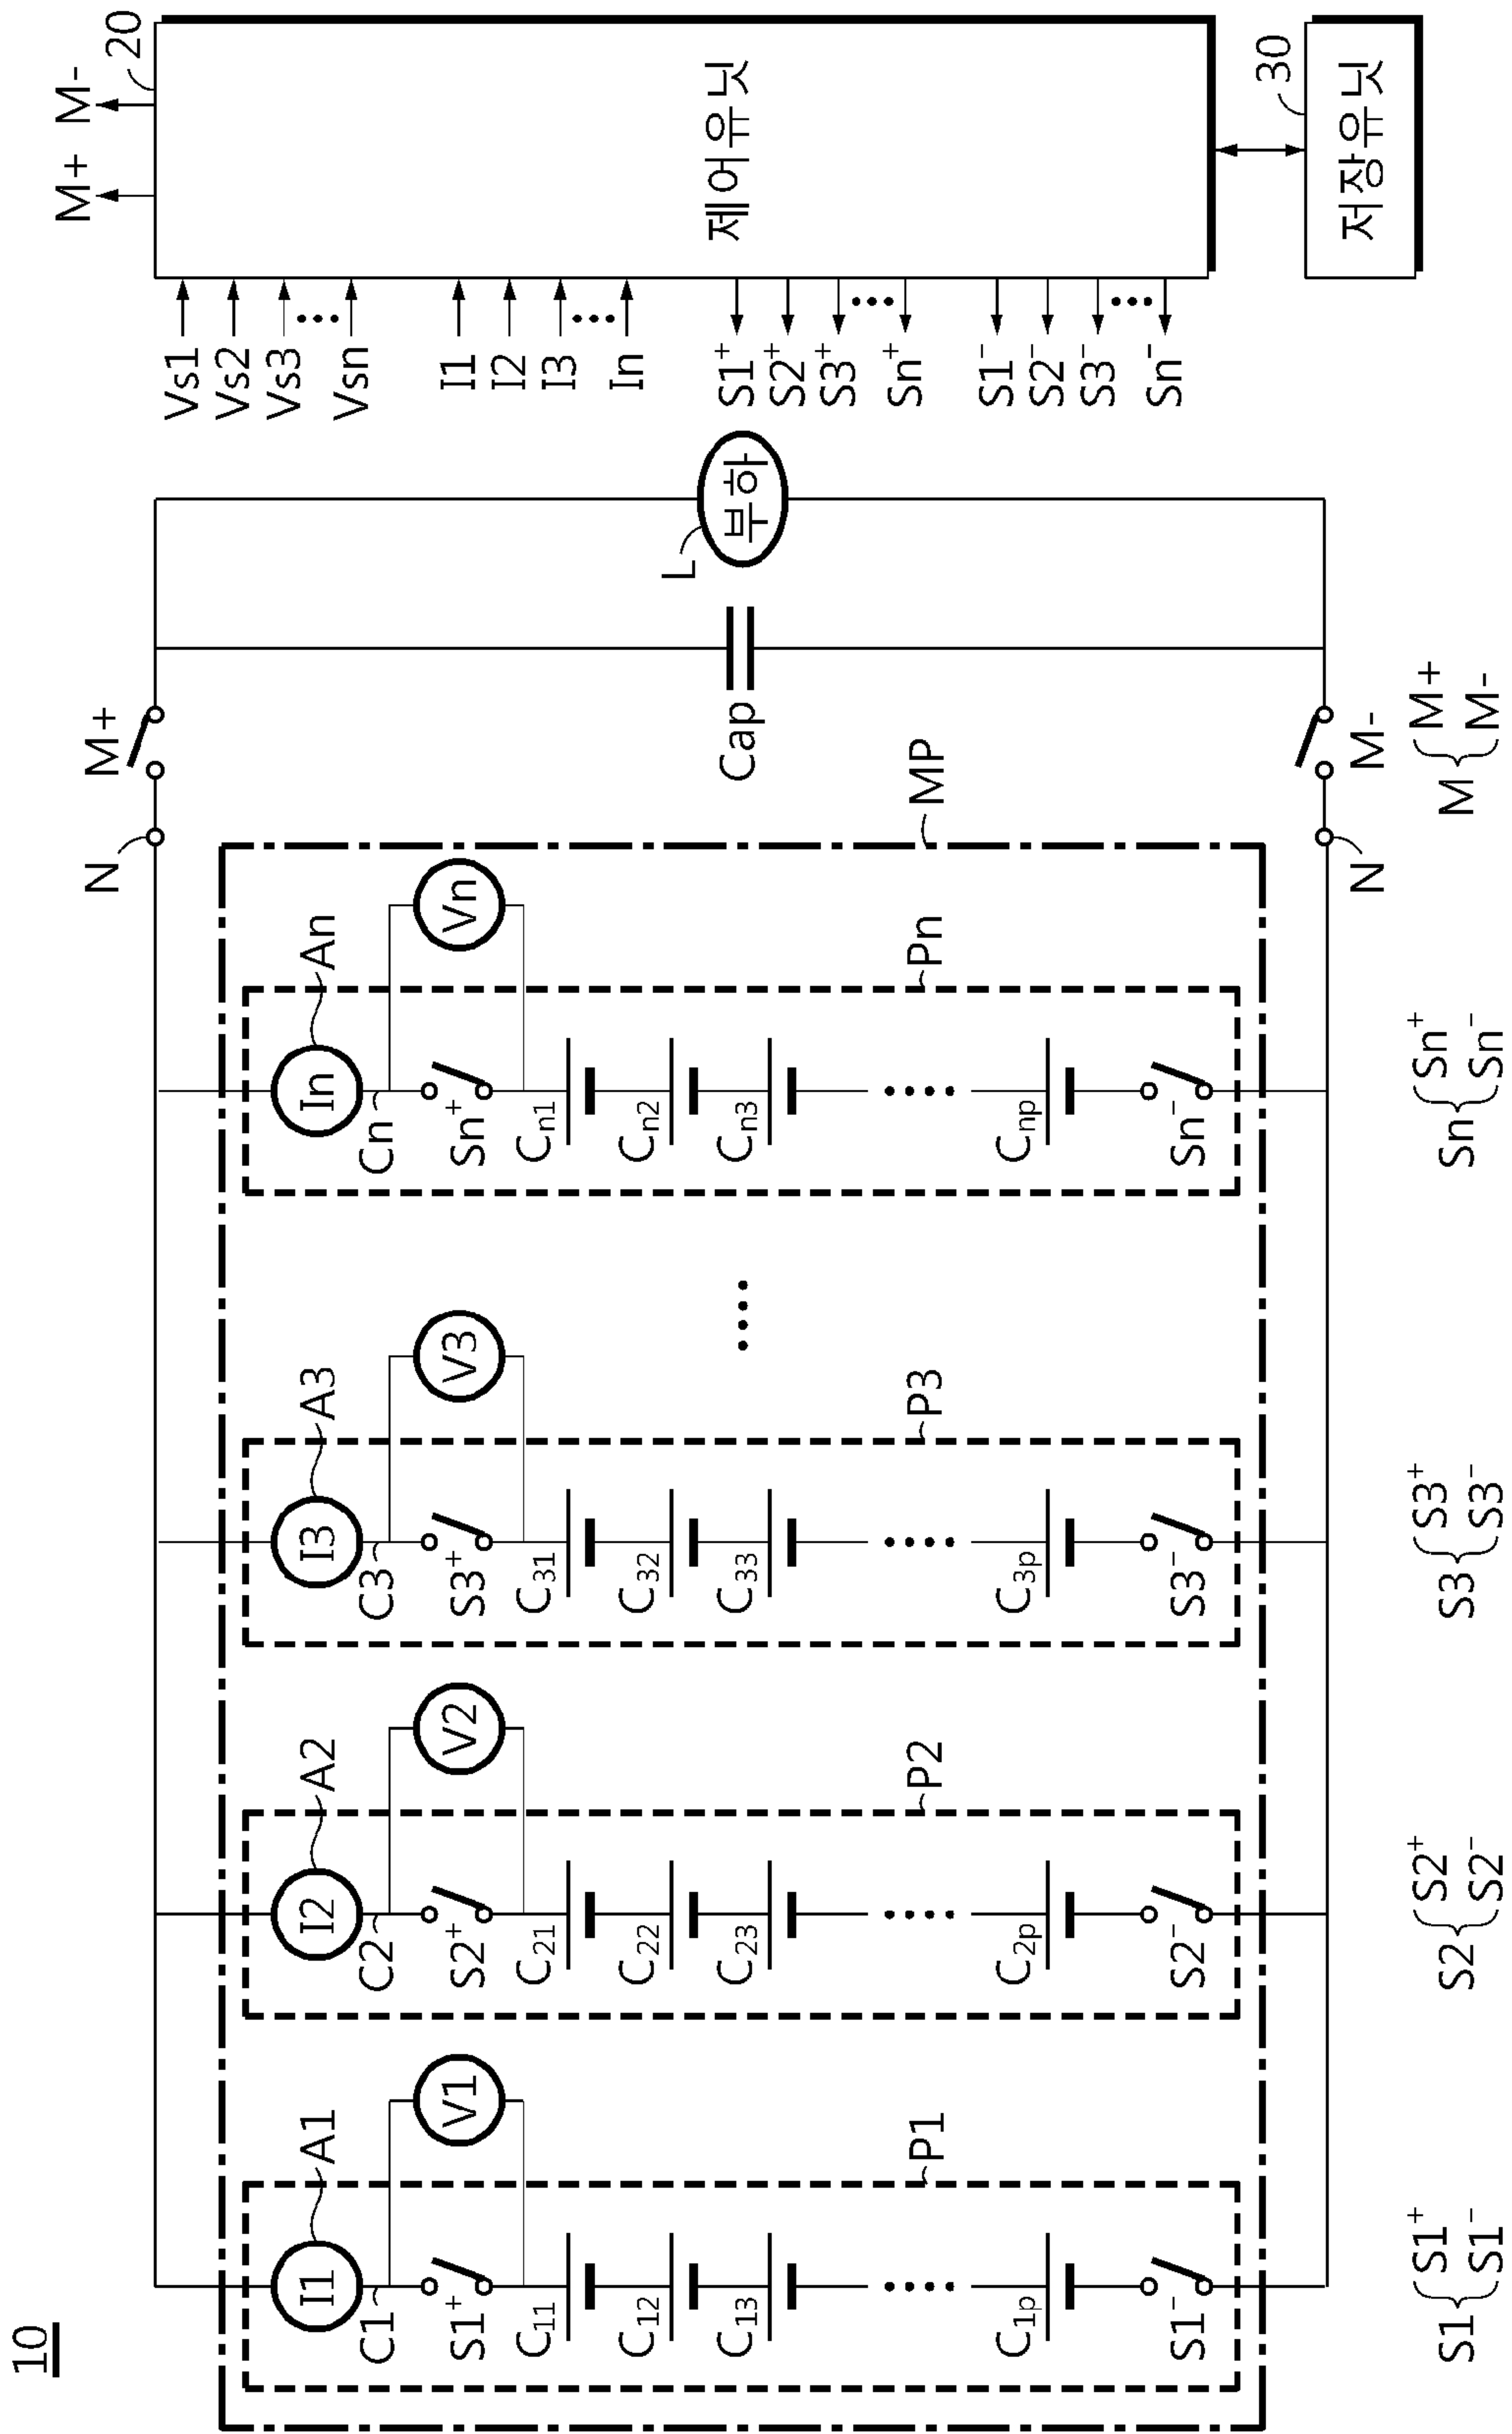 10
M+ M-
20
Vs1
Vs2
Vs3
Vsn
I1
I2
I3
In
S1⁺
S2⁺
S3⁺
Sn⁺
S1⁻
S2⁻
S3⁻
Sn⁻
제어유닛
30
저장유닛
N
M+
Cap
L
부하
N
M-
M { M+
M-
MP
I1
A1
C1
V1
S1⁺
C₁₁
C₁₂
C₁₃
C₁ₚ
S1⁻
P1
I2
A2
C2
V2
S2⁺
C₂₁
C₂₂
C₂₃
C₂ₚ
S2⁻
P2
I3
A3
C3
V3
S3⁺
C₃₁
C₃₂
C₃₃
C₃ₚ
S3⁻
P3
In
An
Cn
Vn
Sn⁺
Cₙ₁
Cₙ₂
Cₙ₃
Cₙₚ
Sn⁻
Pn
S1 { S1⁺
S1⁻
S2 { S2⁺
S2⁻
S3 { S3⁺
S3⁻
Sn { Sn⁺
Sn⁻